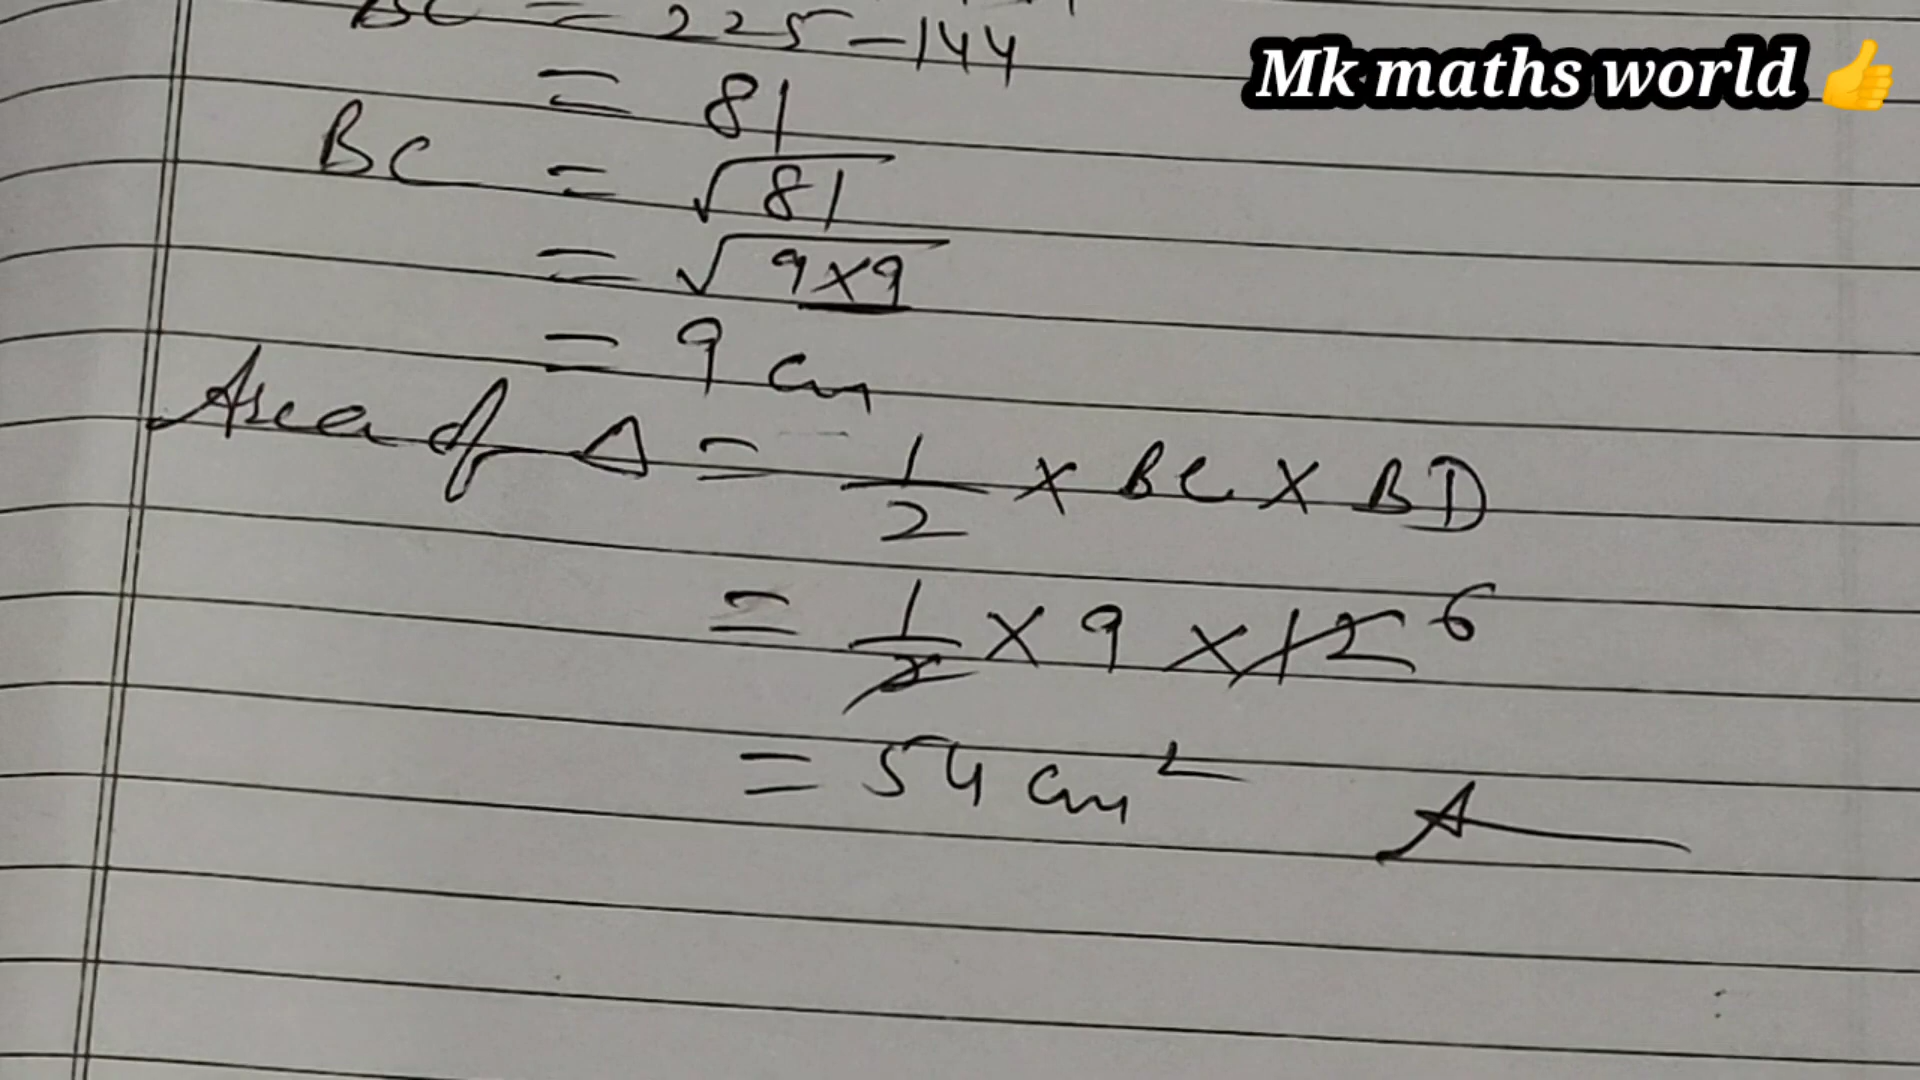 BC = 225 - 144
Mk maths world 👍
= 81
BC = √81
= √9×9
= 9 cm
Area of Δ = 1/2 × BC × BD
= 1/2 × 9 × 12 6
= 54 cm²